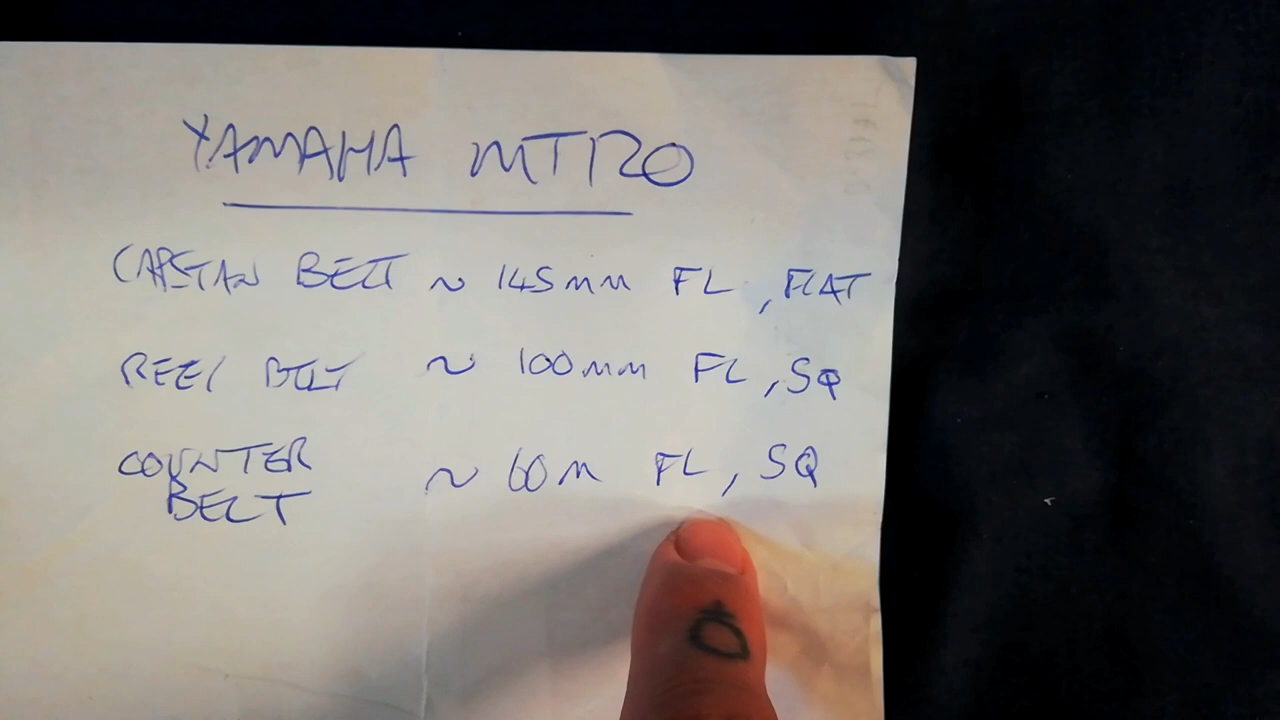 YAMAHA MT120
CAPSTAN BELT ~ 145mm FL, FLAT
REEL BELT ~ 100mm FL, SQ
COUNTER BELT ~ 60m FL, SQ